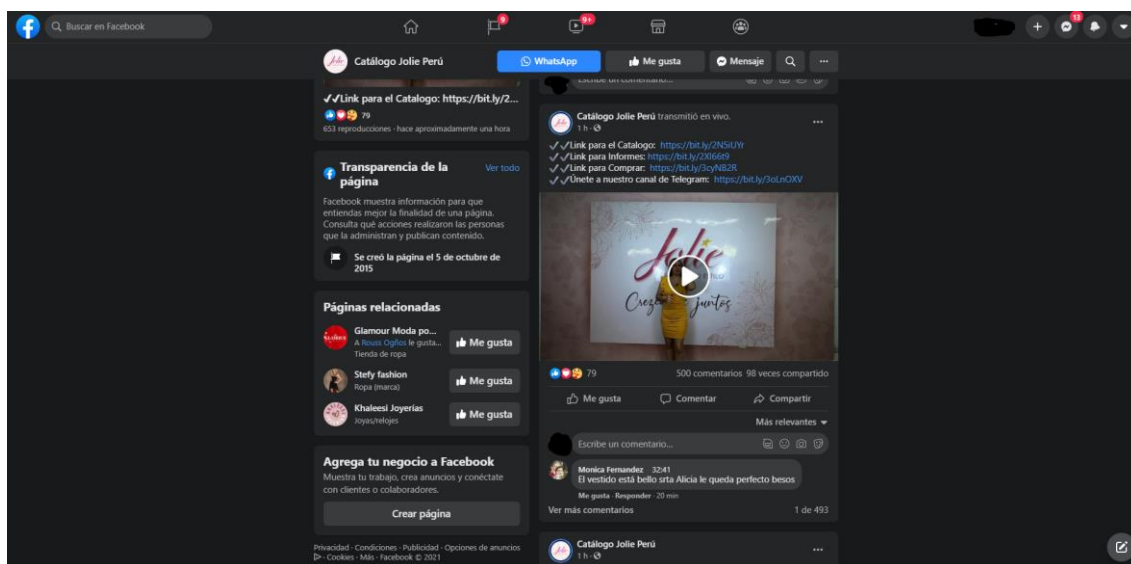 Buscar en Facebook
9
9+
13
Catálogo Jolie Perú
WhatsApp
Me gusta
Mensaje
✓✓Link para el Catalogo: https://bit.ly/2...
79
653 reproducciones · hace aproximadamente una hora
Transparencia de la página
Ver todo
Facebook muestra información para que
entiendas mejor la finalidad de una página.
Consulta qué acciones realizaron las personas
que la administran y publican contenido.
Se creó la página el 5 de octubre de
2015
Páginas relacionadas
Glamour Moda po...
A Rouss Ogños le gusta...
Tienda de ropa
Me gusta
Stefy fashion
Ropa (marca)
Me gusta
Khaleesi Joyerías
Joyas/relojes
Me gusta
Agrega tu negocio a Facebook
Muestra tu trabajo, crea anuncios y conéctate
con clientes o colaboradores.
Crear página
Privacidad · Condiciones · Publicidad · Opciones de anuncios
· Cookies · Más · Facebook © 2021
Escribe un comentario...
Catálogo Jolie Perú transmitió en vivo.
1 h
✓✓Link para el Catalogo: https://bit.ly/2N5iUYr
✓✓Link para Informes: https://bit.ly/2XI66t9
✓✓Link para Comprar: https://bit.ly/3cyNB2R
✓✓Únete a nuestro canal de Telegram: https://bit.ly/3oLnOXV
Jolie
juntos
79
500 comentarios 98 veces compartido
Me gusta
Comentar
Compartir
Más relevantes
Escribe un comentario...
Monica Fernandez 32:41
El vestido está bello srta Alicia le queda perfecto besos
Me gusta · Responder · 20 min
Ver más comentarios
1 de 493
Catálogo Jolie Perú
1 h